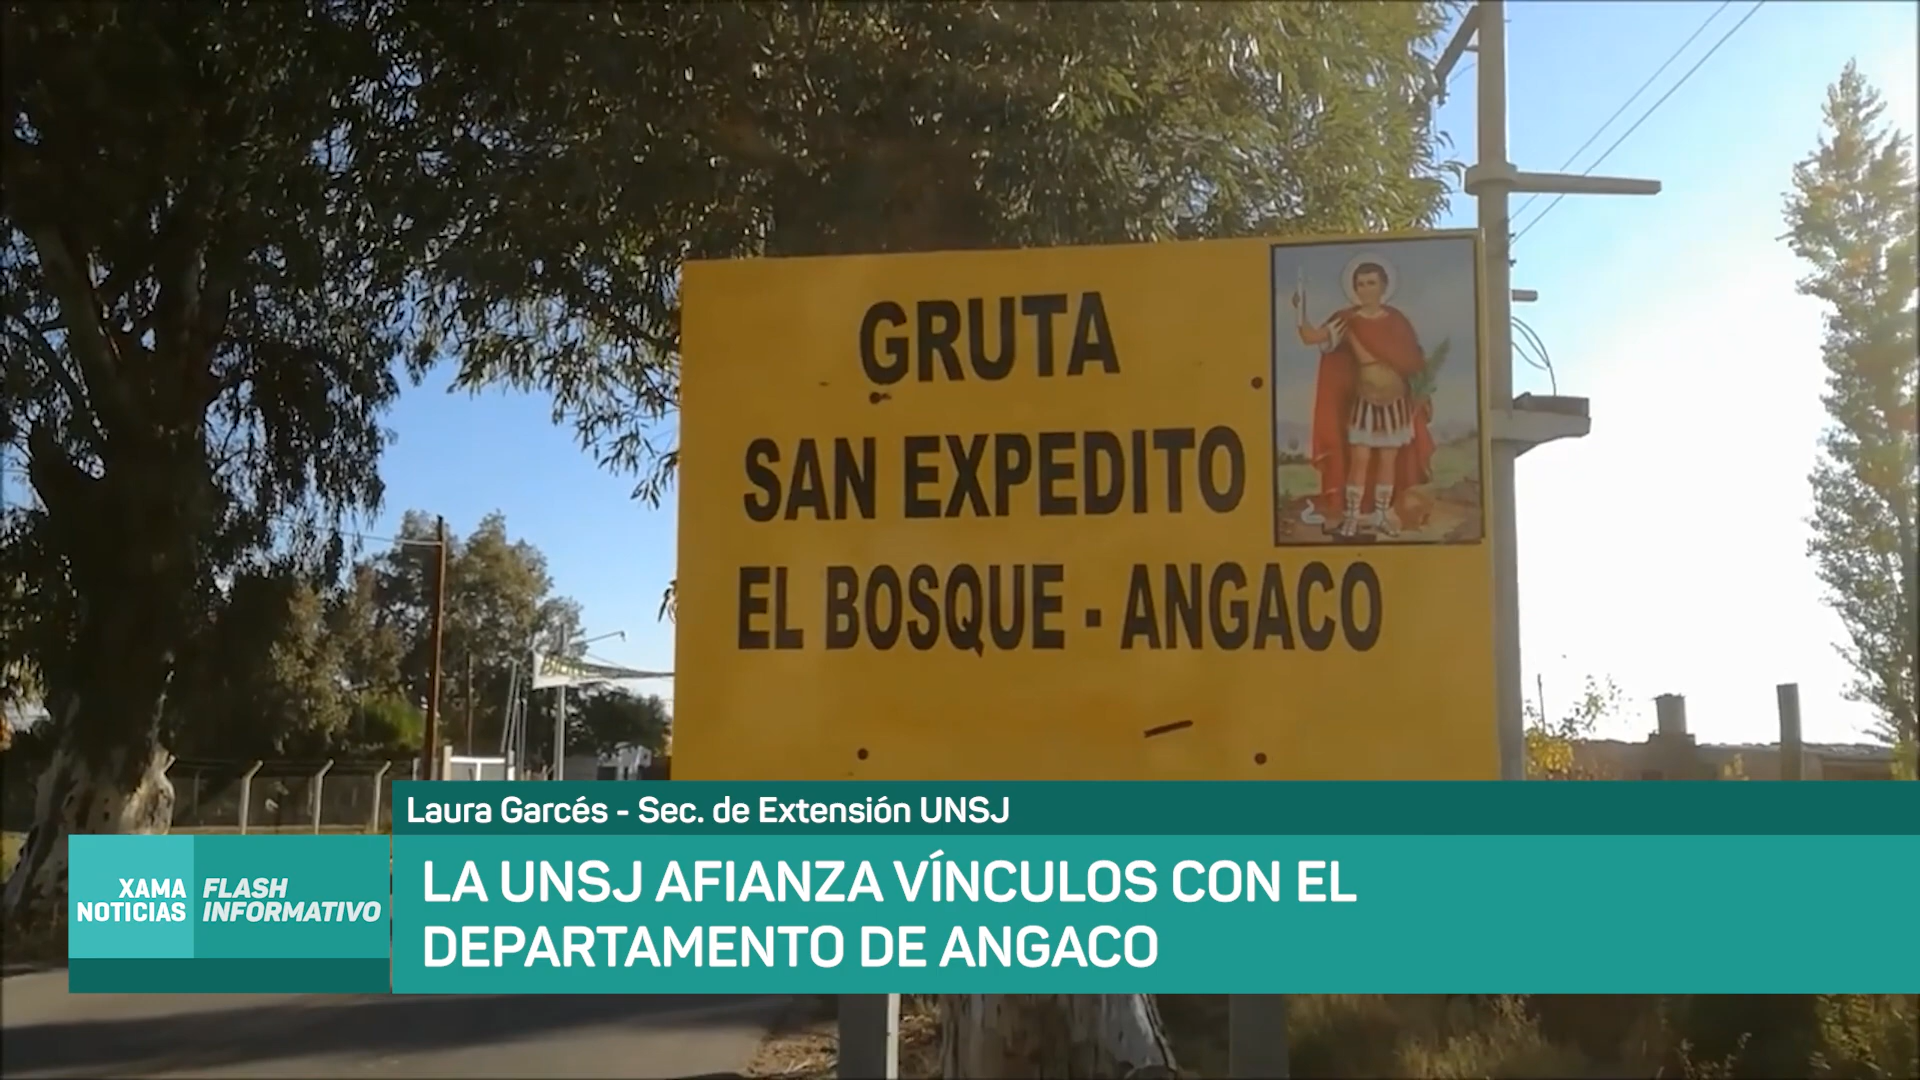 GRUTA
SAN EXPEDITO
EL BOSQUE - ANGACO
Laura Garcés - Sec. de Extensión UNSJ
XAMA
NOTICIAS
FLASH
INFORMATIVO
LA UNSJ AFIANZA VÍNCULOS CON EL
DEPARTAMENTO DE ANGACO